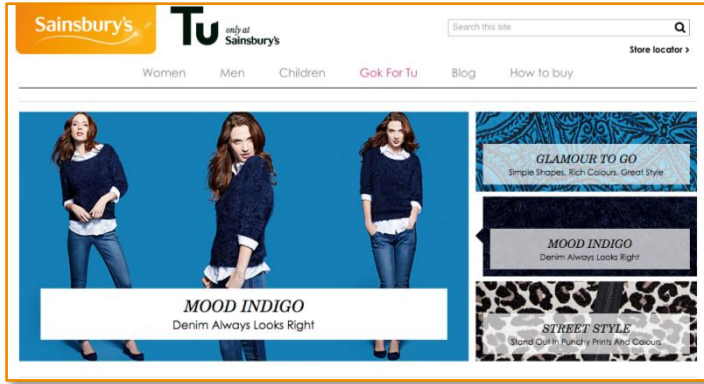 Sainsbury's
Tu
only at
Sainsbury's
Search this site
Store locator >
Women Men Children Gok For Tu Blog How to buy
MOOD INDIGO
Denim Always Looks Right
GLAMOUR TO GO
Simple Shapes, Rich Colours, Great Style
MOOD INDIGO
Denim Always Looks Right
STREET STYLE
Stand Out In Punchy Prints And Colours